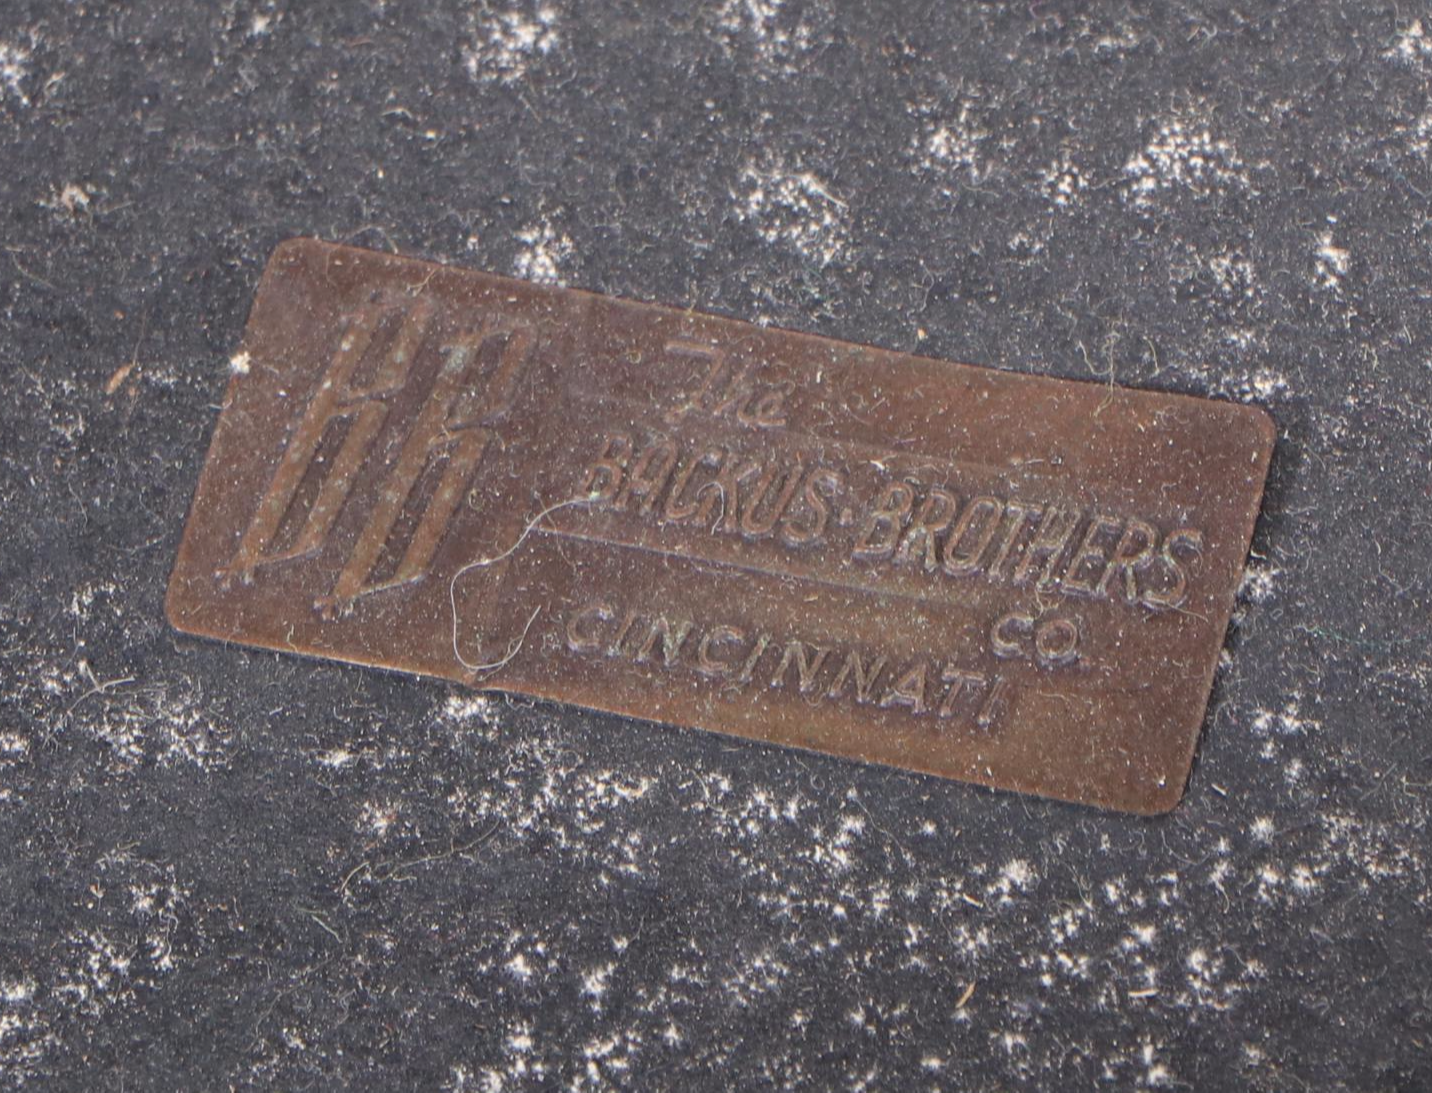 BB
The
BACKUS·BROTHERS
CO.
CINCINNATI